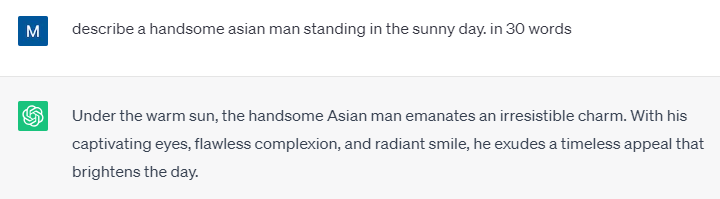 M
describe a handsome asian man standing in the sunny day. in 30 words
Under the warm sun, the handsome Asian man emanates an irresistible charm. With his
captivating eyes, flawless complexion, and radiant smile, he exudes a timeless appeal that
brightens the day.